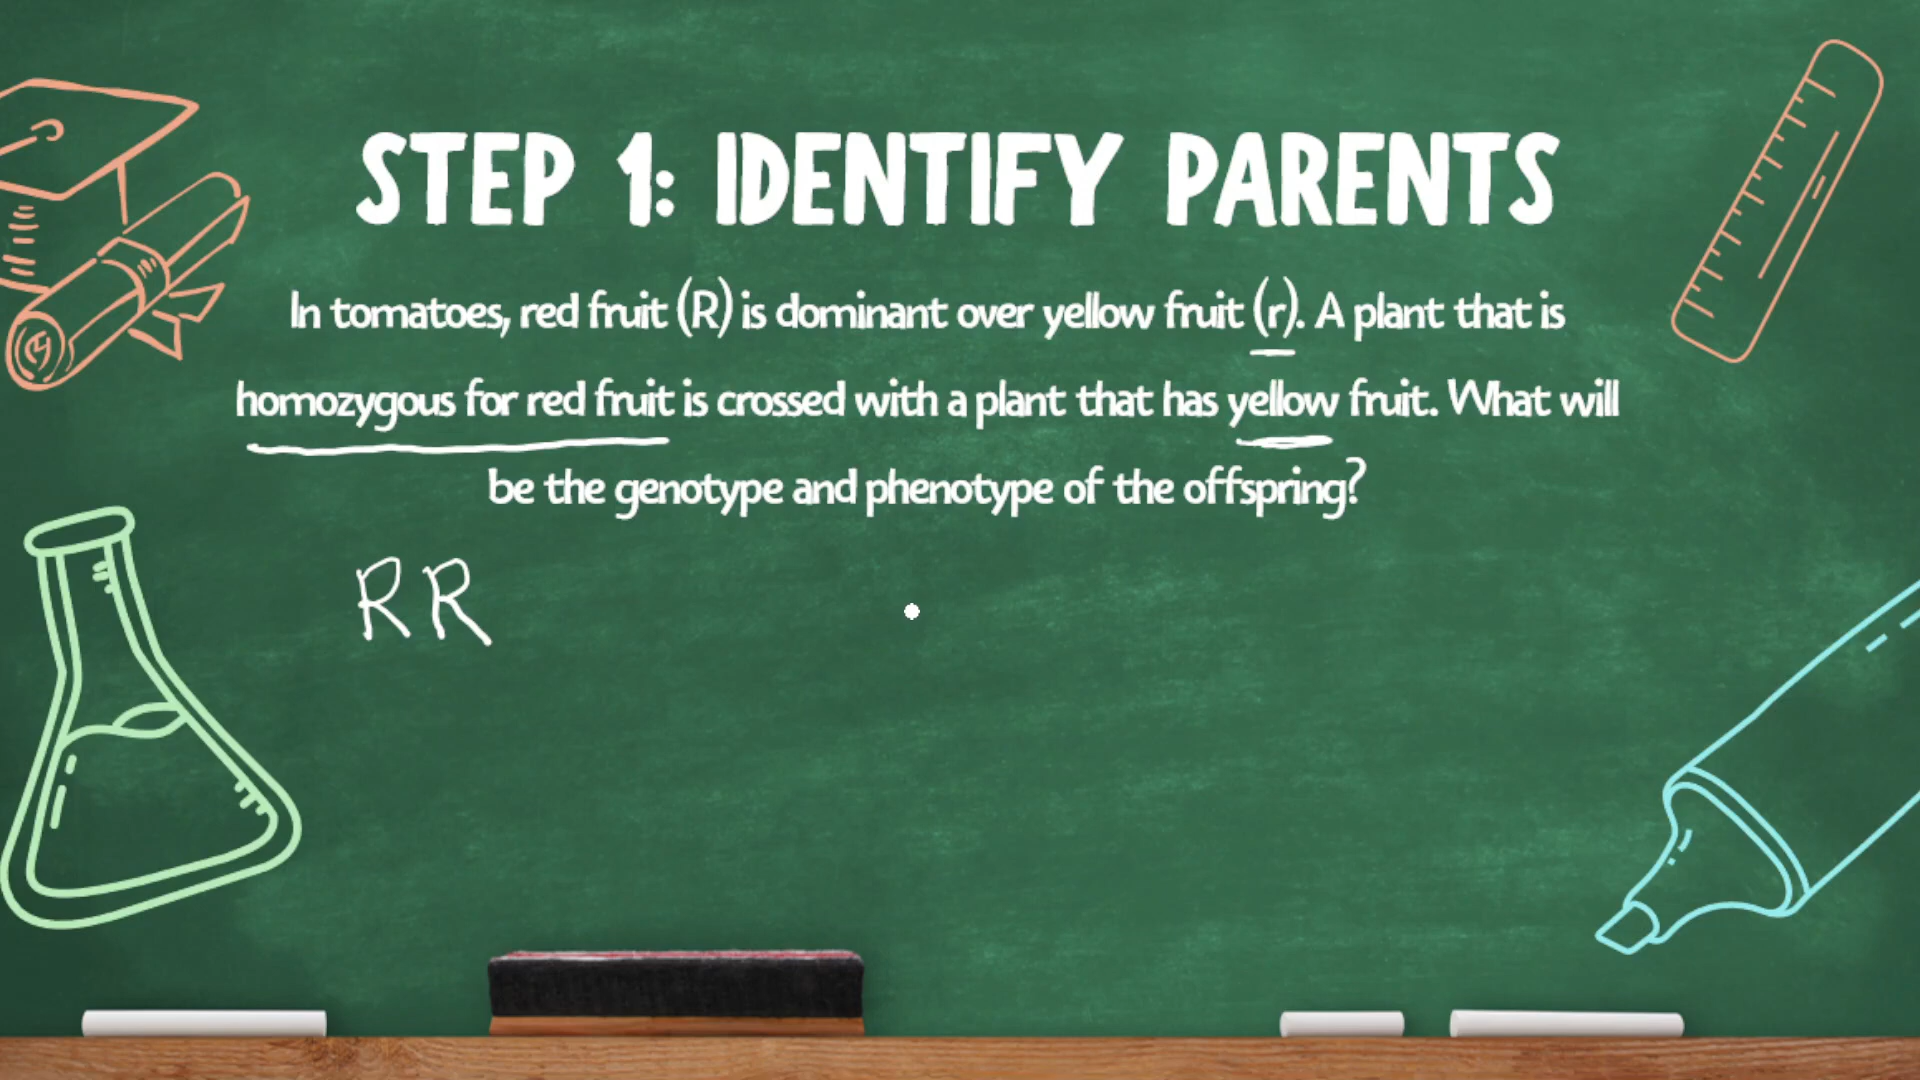 STEP 1: IDENTIFY PARENTS
In tomatoes, red fruit (R) is dominant over yellow fruit (r). A plant that is
homozygous for red fruit is crossed with a plant that has yellow fruit. What will
be the genotype and phenotype of the offspring?
RR